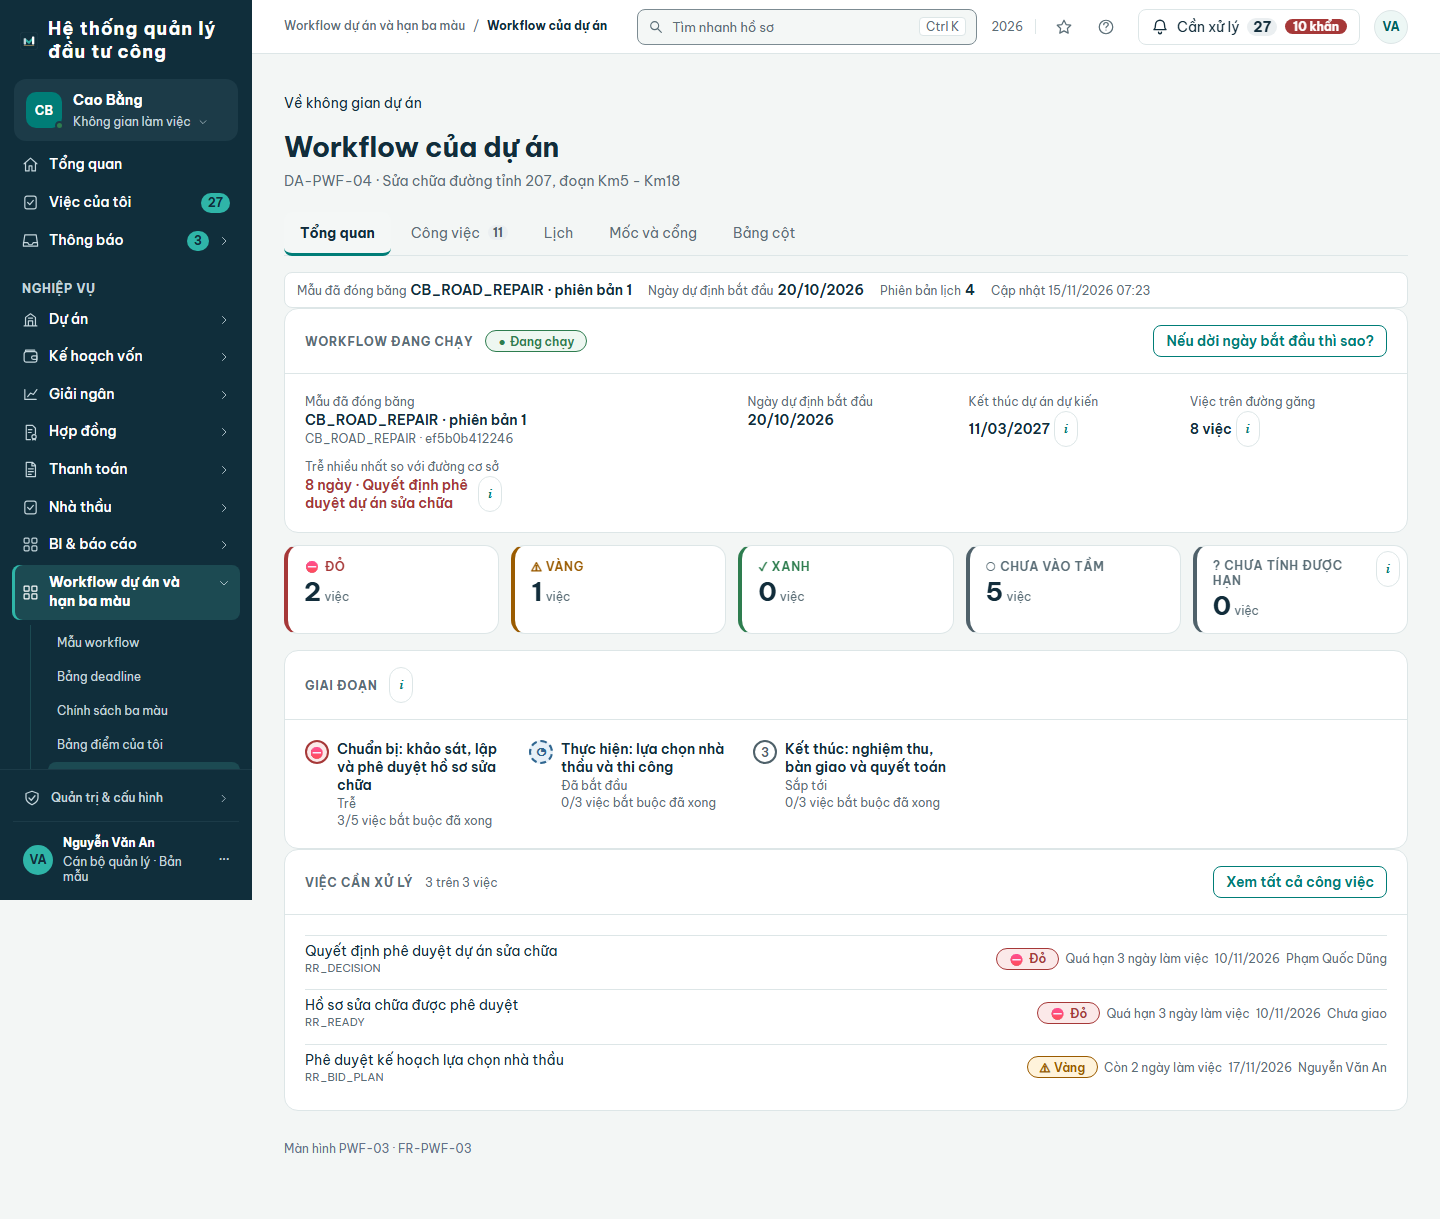 Hệ thống quản lý
đầu tư công
CB
Cao Bằng
Không gian làm việc
Tổng quan
Việc của tôi
27
Thông báo
3
NGHIỆP VỤ
Dự án
Kế hoạch vốn
Giải ngân
Hợp đồng
Thanh toán
Nhà thầu
BI & báo cáo
Workflow dự án và
hạn ba màu
Mẫu workflow
Bảng deadline
Chính sách ba màu
Bảng điểm của tôi
Quản trị & cấu hình
VA
Nguyễn Văn An
Cán bộ quản lý · Bản
mẫu
Workflow dự án và hạn ba màu / Workflow của dự án
Tìm nhanh hồ sơ
Ctrl K
2026
Cần xử lý 27 10 khẩn
VA
Về không gian dự án
Workflow của dự án
DA-PWF-04 · Sửa chữa đường tỉnh 207, đoạn Km5 - Km18
Tổng quan
Công việc 11
Lịch
Mốc và cổng
Bảng cột
Mẫu đã đóng băng CB_ROAD_REPAIR · phiên bản 1 Ngày dự định bắt đầu 20/10/2026 Phiên bản lịch 4 Cập nhật 15/11/2026 07:23
WORKFLOW ĐANG CHẠY
● Đang chạy
Nếu dời ngày bắt đầu thì sao?
Mẫu đã đóng băng
CB_ROAD_REPAIR · phiên bản 1
CB_ROAD_REPAIR · ef5b0b412246
Ngày dự định bắt đầu
20/10/2026
Kết thúc dự án dự kiến
11/03/2027 i
Việc trên đường găng
8 việc i
Trễ nhiều nhất so với đường cơ sở
8 ngày · Quyết định phê
duyệt dự án sửa chữa
i
⛔ ĐỎ
2 việc
⚠ VÀNG
1 việc
✓ XANH
0 việc
○ CHƯA VÀO TẦM
5 việc
? CHƯA TÍNH ĐƯỢC
HẠN
i
0 việc
GIAI ĐOẠN i
⛔
Chuẩn bị: khảo sát, lập
và phê duyệt hồ sơ sửa
chữa
Trễ
3/5 việc bắt buộc đã xong
Thực hiện: lựa chọn nhà
thầu và thi công
Đã bắt đầu
0/3 việc bắt buộc đã xong
3
Kết thúc: nghiệm thu,
bàn giao và quyết toán
Sắp tới
0/3 việc bắt buộc đã xong
VIỆC CẦN XỬ LÝ 3 trên 3 việc
Xem tất cả công việc
Quyết định phê duyệt dự án sửa chữa
RR_DECISION
⛔ Đỏ Quá hạn 3 ngày làm việc 10/11/2026 Phạm Quốc Dũng
Hồ sơ sửa chữa được phê duyệt
RR_READY
⛔ Đỏ Quá hạn 3 ngày làm việc 10/11/2026 Chưa giao
Phê duyệt kế hoạch lựa chọn nhà thầu
RR_BID_PLAN
⚠ Vàng Còn 2 ngày làm việc 17/11/2026 Nguyễn Văn An
Màn hình PWF-03 · FR-PWF-03